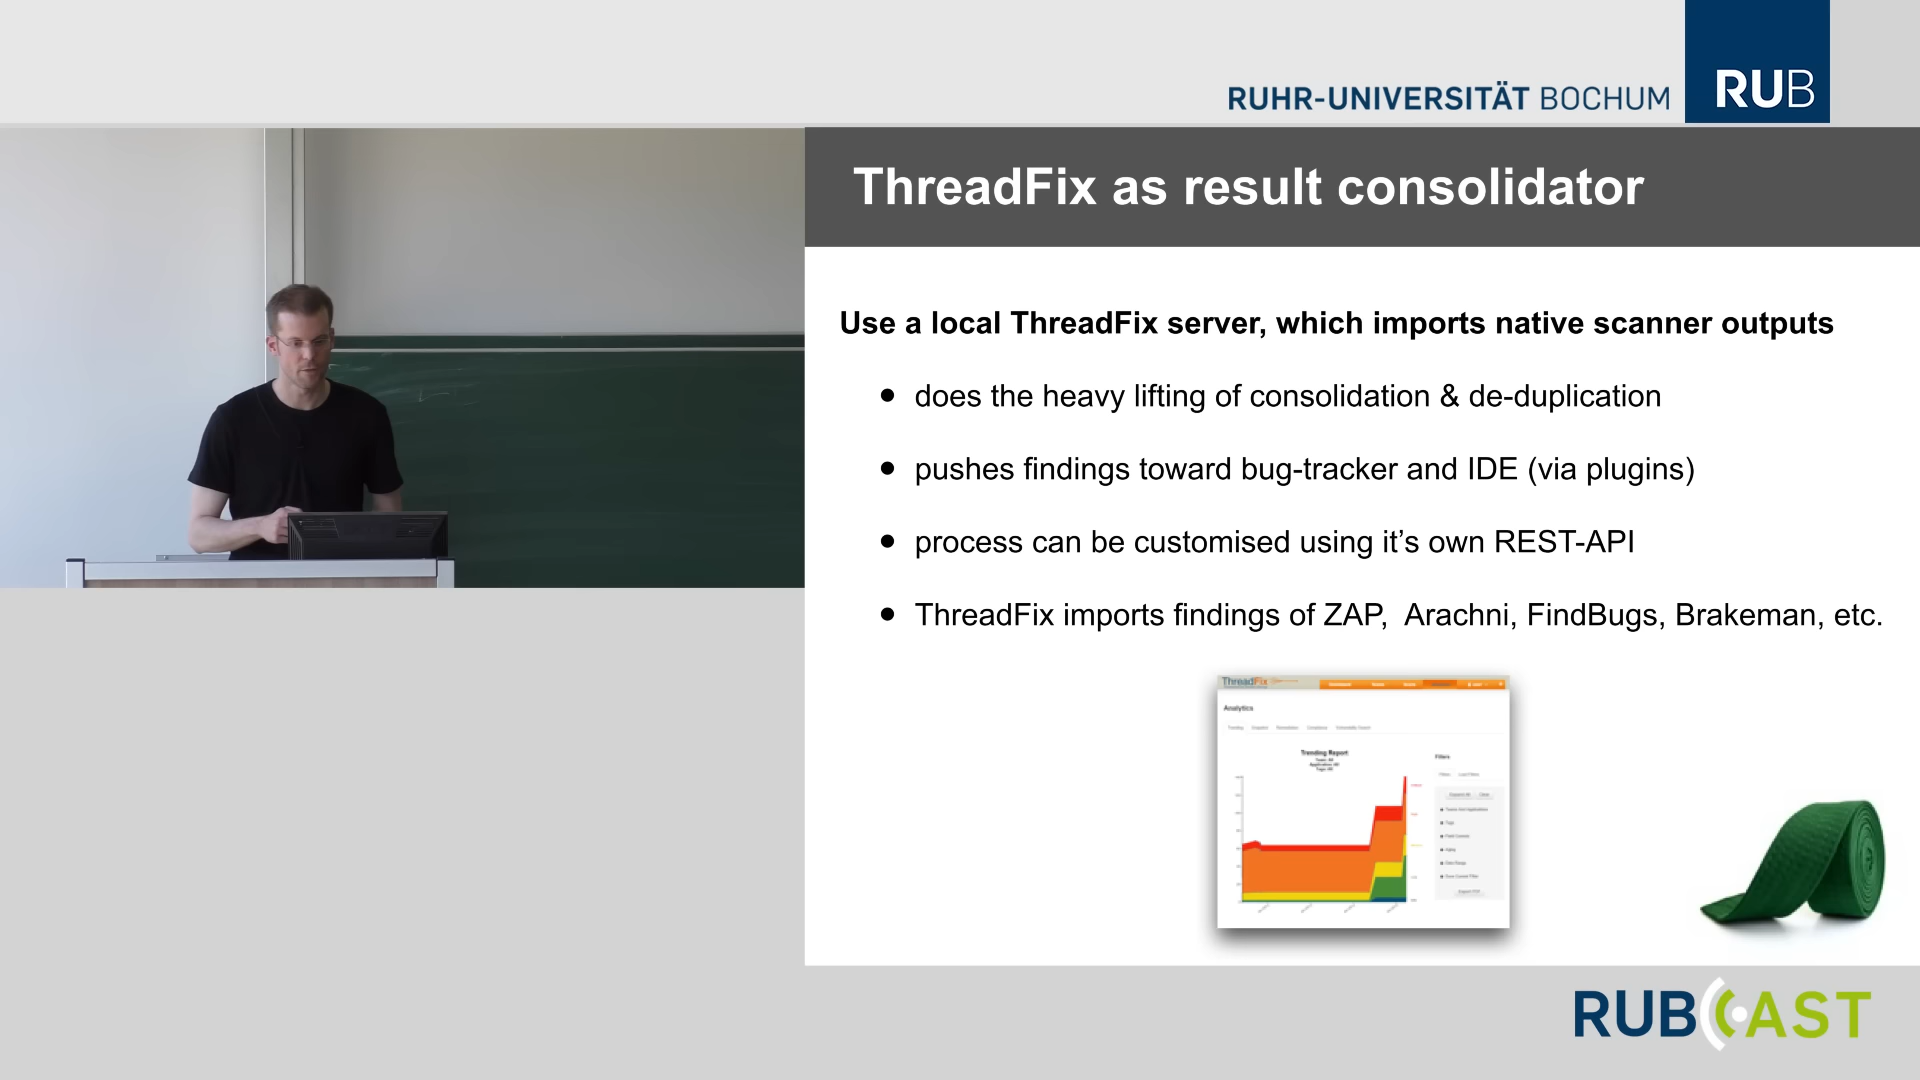 RUHR-UNIVERSITÄT BOCHUM
RUB
ThreadFix as result consolidator
Use a local ThreadFix server, which imports native scanner outputs
does the heavy lifting of consolidation & de-duplication
pushes findings toward bug-tracker and IDE (via plugins)
process can be customised using it’s own REST-API
ThreadFix imports findings of ZAP,  Arachni, FindBugs, Brakeman, etc.
ThreadFix
Analytics
Trending Report
Filters
RUBCAST